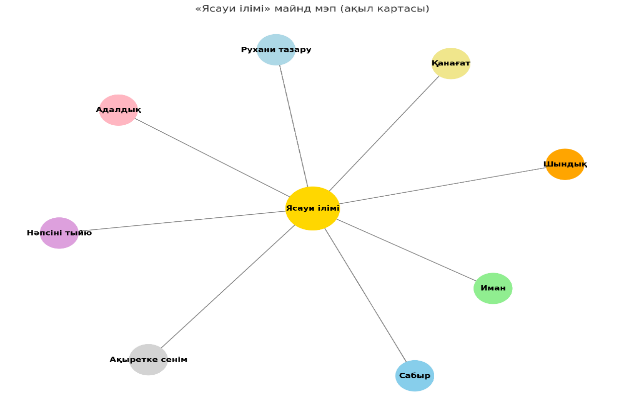 «Ясауи ілімі» майнд мэп (ақыл картасы)
Рухани тазару
Қанағат
Адалдық
Шындық
Ясауи ілімі
Нәпсіні тыйю
Иман
Ақыретке сенім
Сабыр